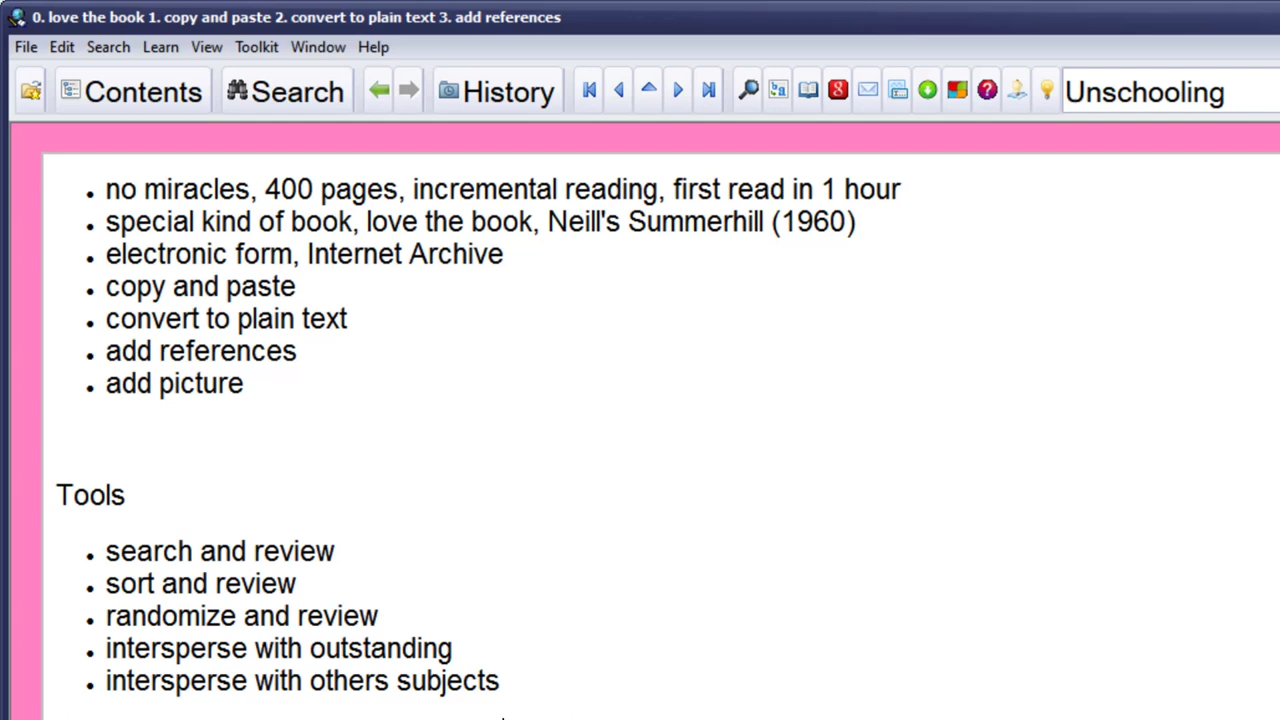 0. love the book 1. copy and paste 2. convert to plain text 3. add references
File Edit Search Learn View Toolkit Window Help
Contents Search History Unschooling
no miracles, 400 pages, incremental reading, first read in 1 hour
special kind of book, love the book, Neill's Summerhill (1960)
electronic form, Internet Archive
copy and paste
convert to plain text
add references
add picture
Tools
search and review
sort and review
randomize and review
intersperse with outstanding
intersperse with others subjects